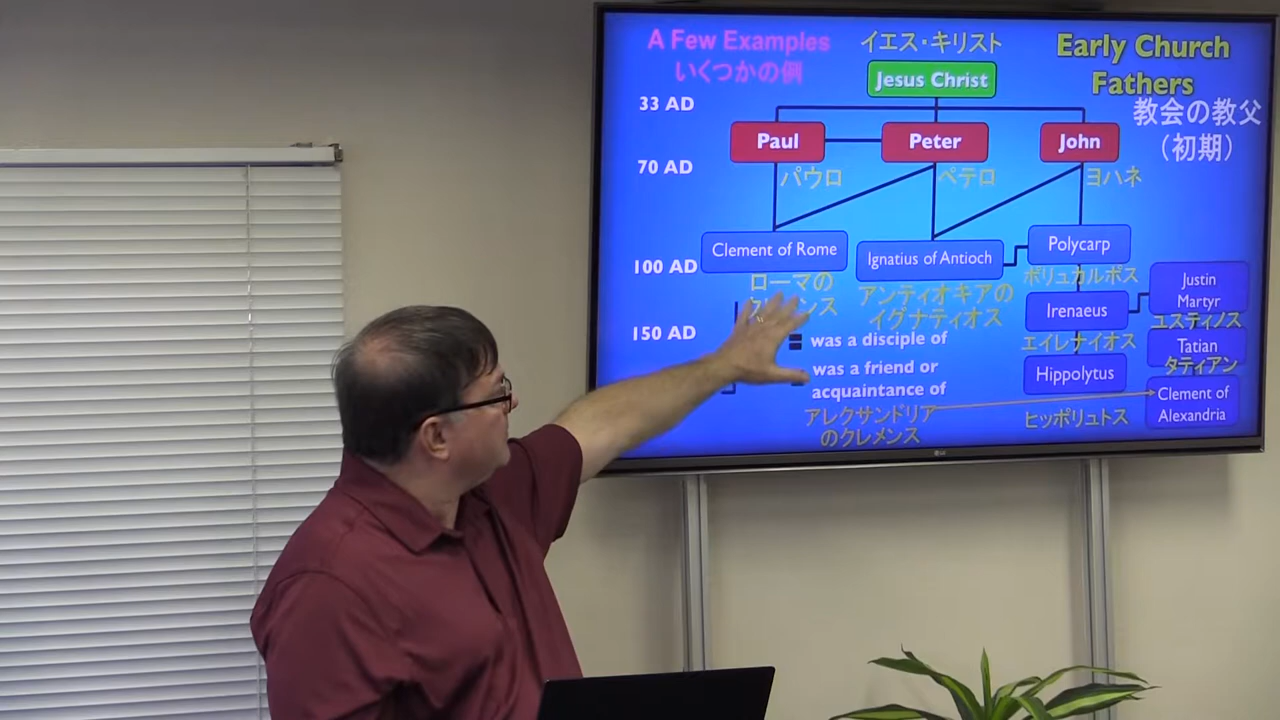 A Few Examples
いくつかの例
イエス・キリスト
Jesus Christ
Early Church
Fathers
教会の教父
（初期）
33 AD
Paul
Peter
John
70 AD
パウロ
ペテロ
ヨハネ
Clement of Rome
Ignatius of Antioch
Polycarp
100 AD
ローマの
クレメンス
アンティオキアの
イグナティオス
ポリュカルポス
Justin
Martyr
ユスティノス
Irenaeus
エイレナイオス
150 AD
was a disciple of
Tatian
タティアン
was a friend or
acquaintance of
Hippolytus
ヒッポリュトス
Clement of
Alexandria
アレクサンドリア
のクレメンス
LG